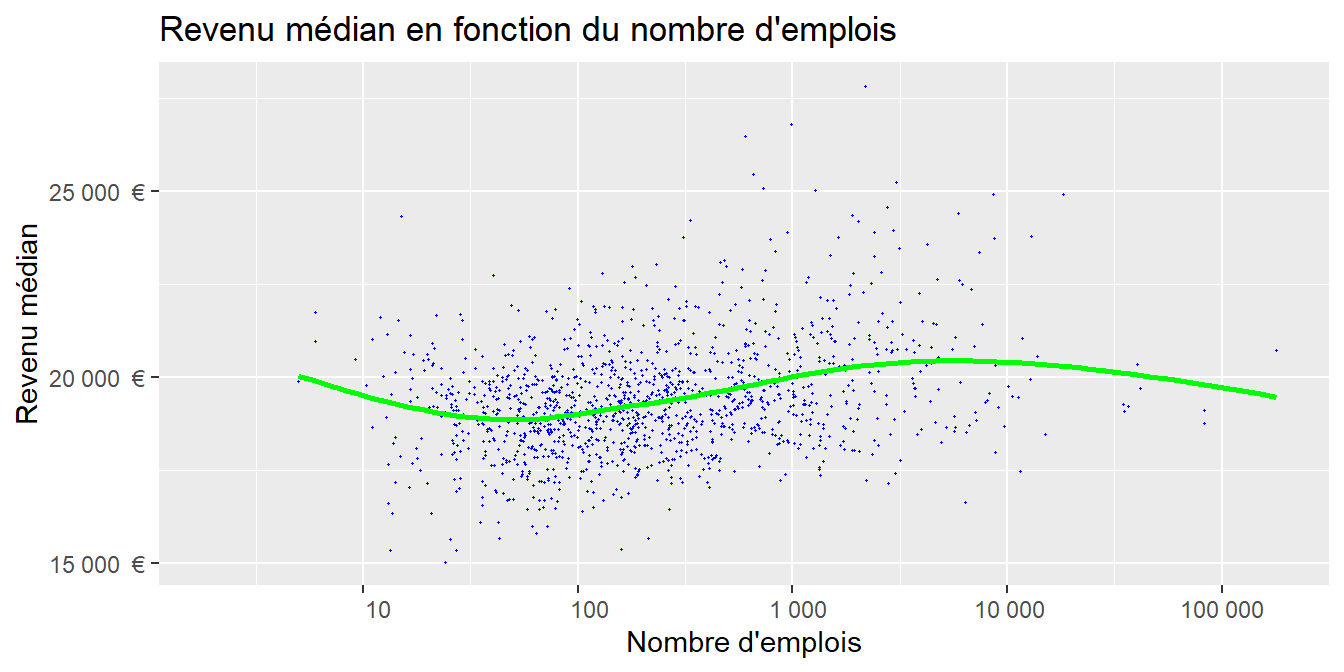 Revenu médian en fonction du nombre d'emplois
Revenu médian
25 000 €
20 000 €
15 000 €
10 100 1 000 10 000 100 000
Nombre d'emplois